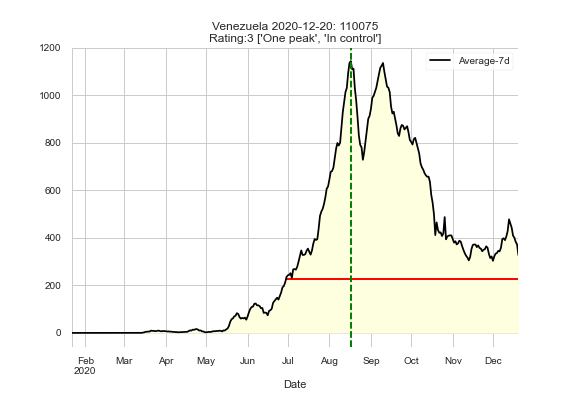 Venezuela 2020-12-20: 110075
Rating:3 ['One peak', 'In control']
1200
Average-7d
1000
800
600
400
200
0
Feb Mar Apr May Jun Jul Aug Sep Oct Nov Dec
2020
Date